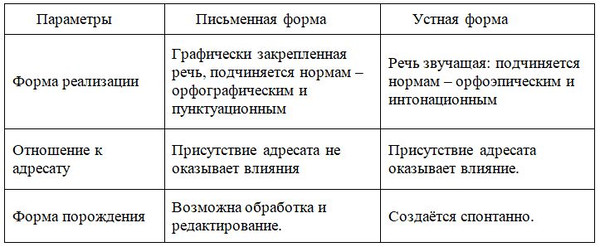 Параметры
Письменная форма
Устная форма
Форма реализации
Графически закрепленная
речь, подчиняется нормам –
орфографическим и
пунктуационным
Речь звучащая: подчиняется
нормам – орфоэпическим и
интонационным
Отношение к
адресату
Присутствие адресата не
оказывает влияния
Присутствие адресата
оказывает влияние.
Форма порождения
Возможна обработка и
редактирование.
Создаётся спонтанно.